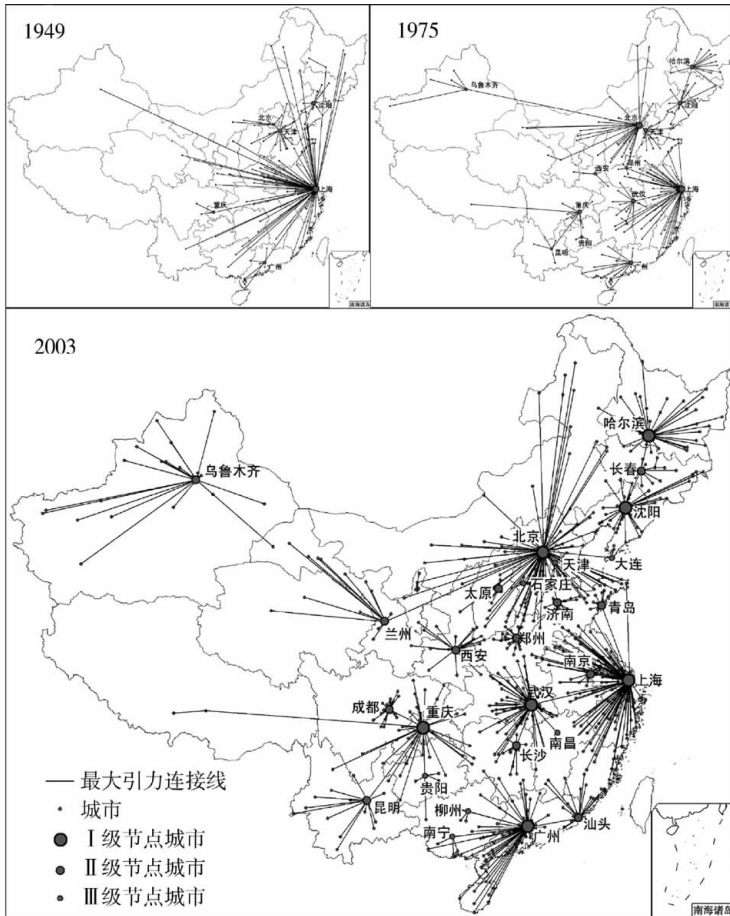 1949
沈阳
北京
天津
上海
重庆
广州
南海诸岛
1975
哈尔滨
乌鲁木齐
沈阳
北京
天津
西安
郑州
武汉
上海
重庆
贵阳
昆明
广州
南海诸岛
2003
哈尔滨
长春
乌鲁木齐
沈阳
北京
天津
大连
石家庄
太原
济南
青岛
兰州
郑州
西安
南京
上海
武汉
成都
重庆
南昌
长沙
贵阳
昆明
柳州
汕头
广州
南宁
最大引力连接线
城市
Ⅰ级节点城市
Ⅱ级节点城市
Ⅲ级节点城市
南海诸岛